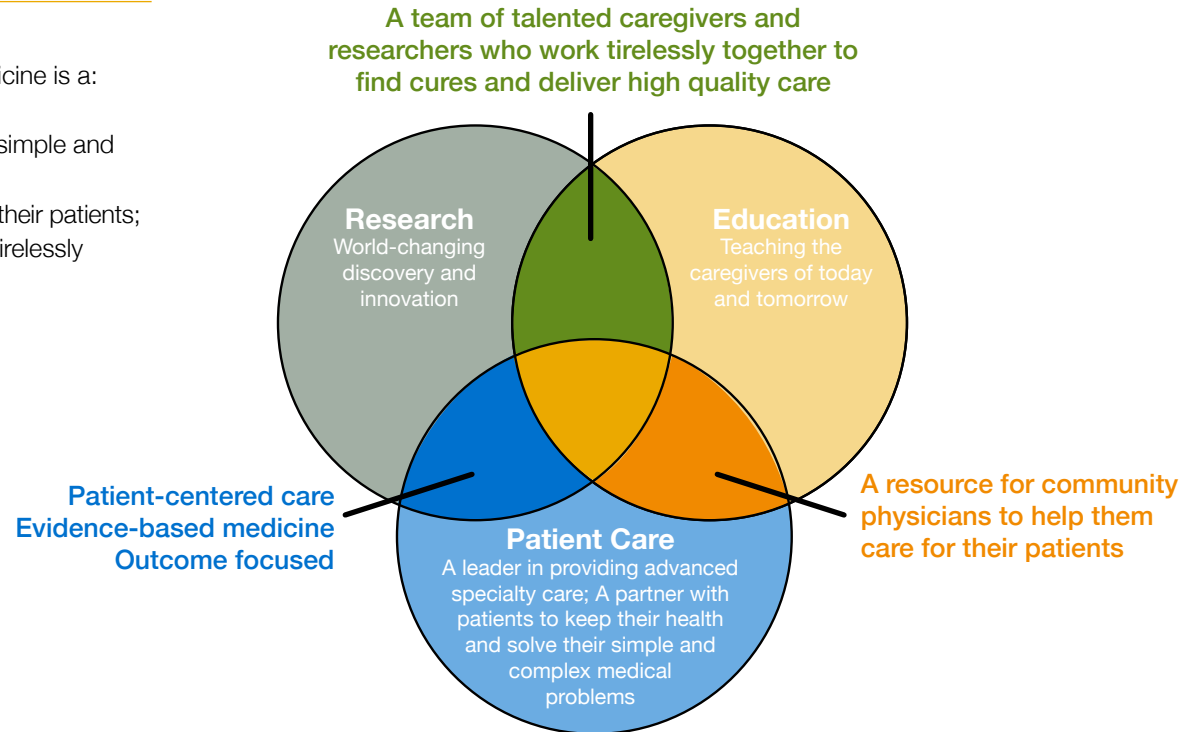 icine is a:
simple and
their patients;
irelessly
A team of talented caregivers and
researchers who work tirelessly together to
find cures and deliver high quality care
Research
World-changing
discovery and
innovation
Education
Teaching the
caregivers of today
and tomorrow
Patient-centered care
Evidence-based medicine
Outcome focused
Patient Care
A leader in providing advanced
specialty care; A partner with
patients to keep their health
and solve their simple and
complex medical
problems
A resource for community
physicians to help them
care for their patients